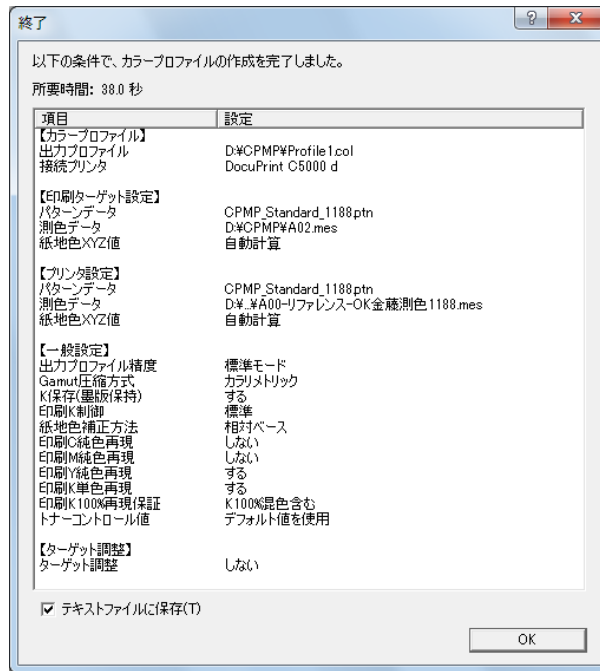 終了
以下の条件で、カラープロファイルの作成を完了しました。
所要時間: 38.0 秒
項目 設定
【カラープロファイル】
出力プロファイル D:¥CPMP¥Profile1.col
接続プリンタ DocuPrint C5000 d
【印刷ターゲット設定】
パターンデータ CPMP_Standard_1188.ptn
測色データ D:¥CPMP¥A02.mes
紙地色XYZ値 自動計算
【プリンタ設定】
パターンデータ CPMP_Standard_1188.ptn
測色データ D:¥...¥A00-リファレンス-OK金藤測色1188.mes
紙地色XYZ値 自動計算
【一般設定】
出力プロファイル精度 標準モード
Gamut圧縮方式 カラリメトリック
K保存(墨版保持) する
印刷K制御 標準
紙地色補正方法 相対ベース
印刷C純色再現 しない
印刷M純色再現 しない
印刷Y純色再現 する
印刷K単色再現 する
印刷K100%再現保証 K100%混色含む
トナーコントロール値 デフォルト値を使用
【ターゲット調整】
ターゲット調整 しない
テキストファイルに保存(T)
OK